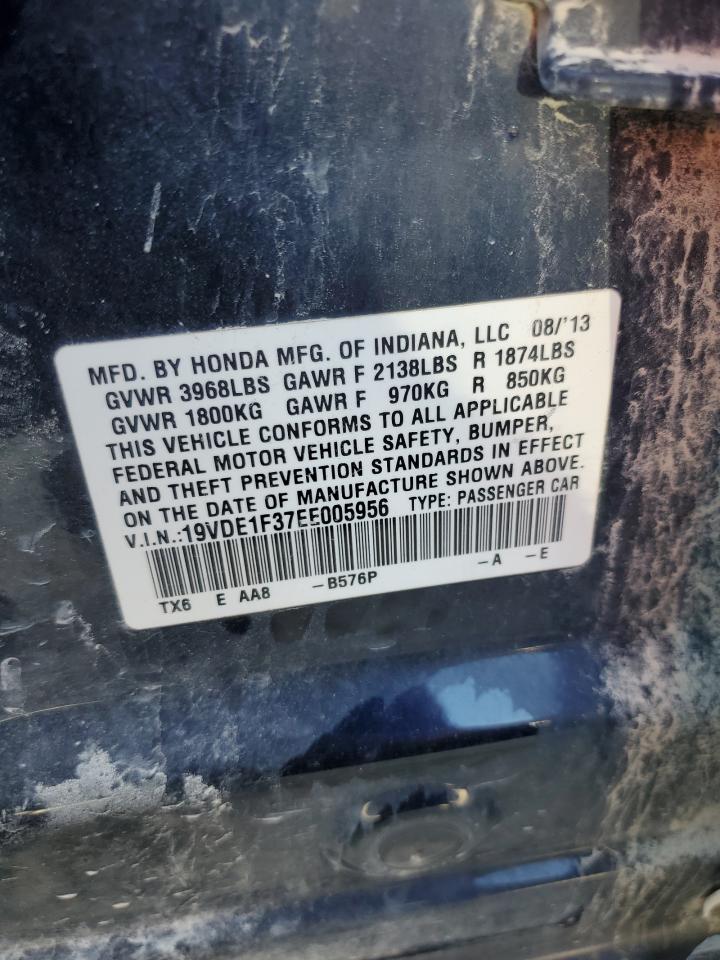 MFD. BY HONDA MFG. OF INDIANA, LLC 08/'13
GVWR 3968LBS GAWR F 2138LBS R 1874LBS
GVWR 1800KG GAWR F 970KG R 850KG
THIS VEHICLE CONFORMS TO ALL APPLICABLE
FEDERAL MOTOR VEHICLE SAFETY, BUMPER,
AND THEFT PREVENTION STANDARDS IN EFFECT
ON THE DATE OF MANUFACTURE SHOWN ABOVE.
V.I.N.:19VDE1F37EE005956 TYPE: PASSENGER CAR
TX6 E AA8 -B576P -A -E